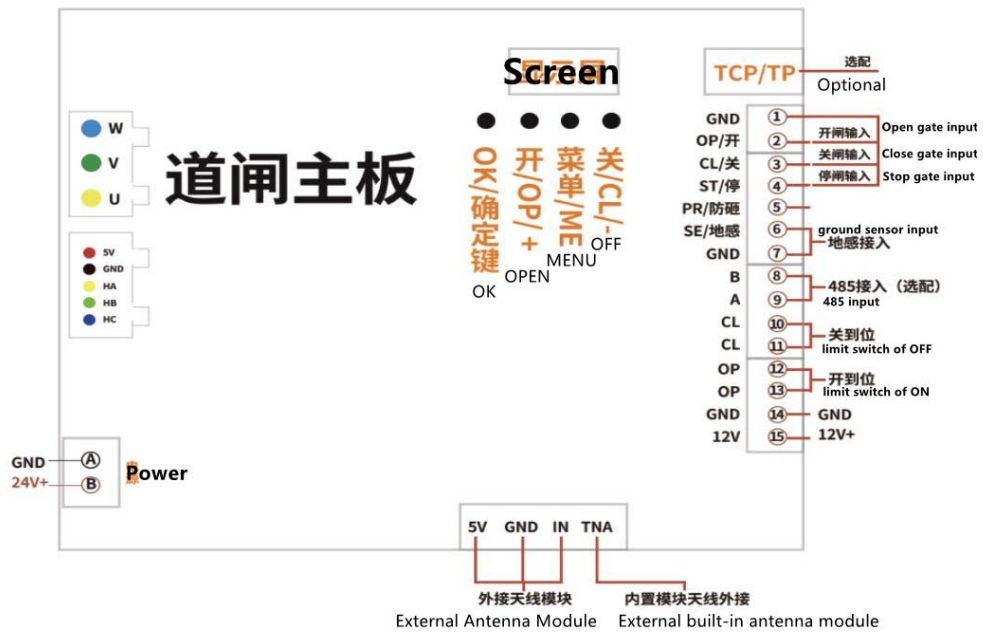 Screen
TCP/TP
选配
Optional
W
V
U
道闸主板
OK/确定键
OK
开/OP/+
OPEN
菜单/ME
MENU
关/CL/-
OFF
5V
GND
HA
HB
HC
GND ①
OP/开 ② 开闸输入 Open gate input
CL/关 ③ 关闸输入 Close gate input
ST/停 ④ 停闸输入 Stop gate input
PR/防砸 ⑤
SE/地感 ⑥ ground sensor input
GND ⑦ 地感接入
B ⑧ 485接入（选配）
A ⑨ 485 input
CL ⑩ 关到位
CL ⑪ limit switch of OFF
OP ⑫ 开到位
OP ⑬ limit switch of ON
GND ⑭ GND
12V ⑮ 12V+
GND Ⓐ
24V+ Ⓑ
Power
5V GND IN TNA
外接天线模块
External Antenna Module
内置模块天线外接
External built-in antenna module